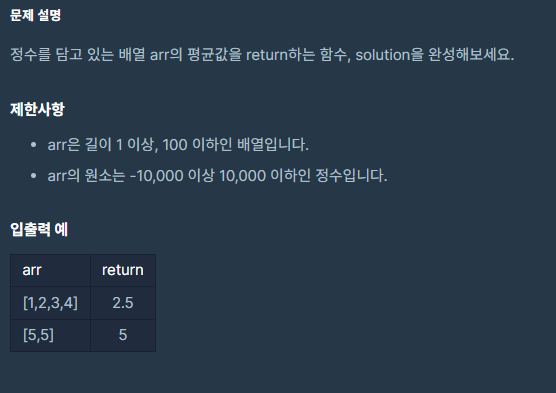 문제 설명
정수를 담고 있는 배열 arr의 평균값을 return하는 함수, solution을 완성해보세요.
제한사항
• arr은 길이 1 이상, 100 이하인 배열입니다.
• arr의 원소는 -10,000 이상 10,000 이하인 정수입니다.
입출력 예
arr return
[1,2,3,4] 2.5
[5,5] 5